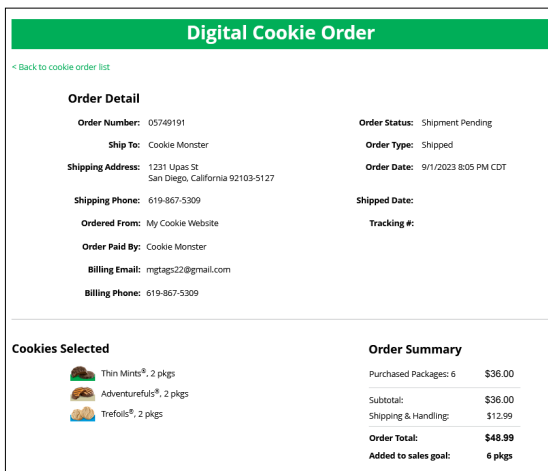 Digital Cookie Order
< Back to cookie order list
Order Detail
Order Number: 05749191
Ship To: Cookie Monster
Shipping Address: 1231 Upas St
San Diego, California 92103-5127
Shipping Phone: 619-867-5309
Ordered From: My Cookie Website
Order Paid By: Cookie Monster
Billing Email: mgtags22@gmail.com
Billing Phone: 619-867-5309
Order Status: Shipment Pending
Order Type: Shipped
Order Date: 9/1/2023 8:05 PM CDT
Shipped Date:
Tracking #:
Cookies Selected
Thin Mints®, 2 pkgs
Adventurefuls®, 2 pkgs
Trefoils®, 2 pkgs
Order Summary
Purchased Packages: 6 $36.00
Subtotal: $36.00
Shipping & Handling: $12.99
Order Total: $48.99
Added to sales goal: 6 pkgs